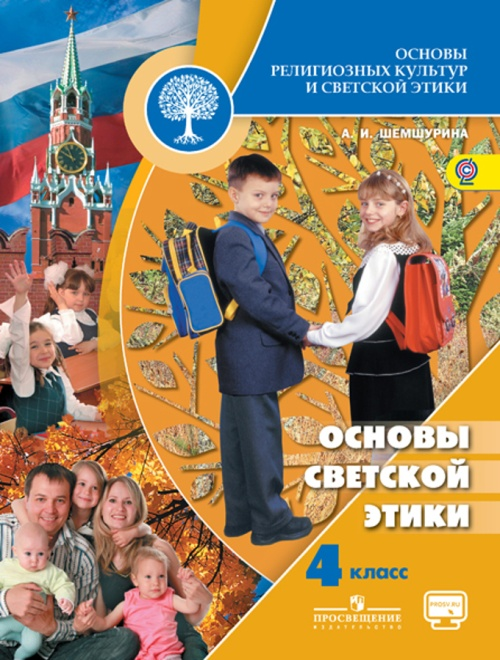 ОСНОВЫ
РЕЛИГИОЗНЫХ КУЛЬТУР
И СВЕТСКОЙ ЭТИКИ
А. И. ШЕМШУРИНА
ОСНОВЫ
СВЕТСКОЙ
ЭТИКИ
4 класс
ПРОСВЕЩЕНИЕ
ИЗДАТЕЛЬСТВО
PROSV.RU